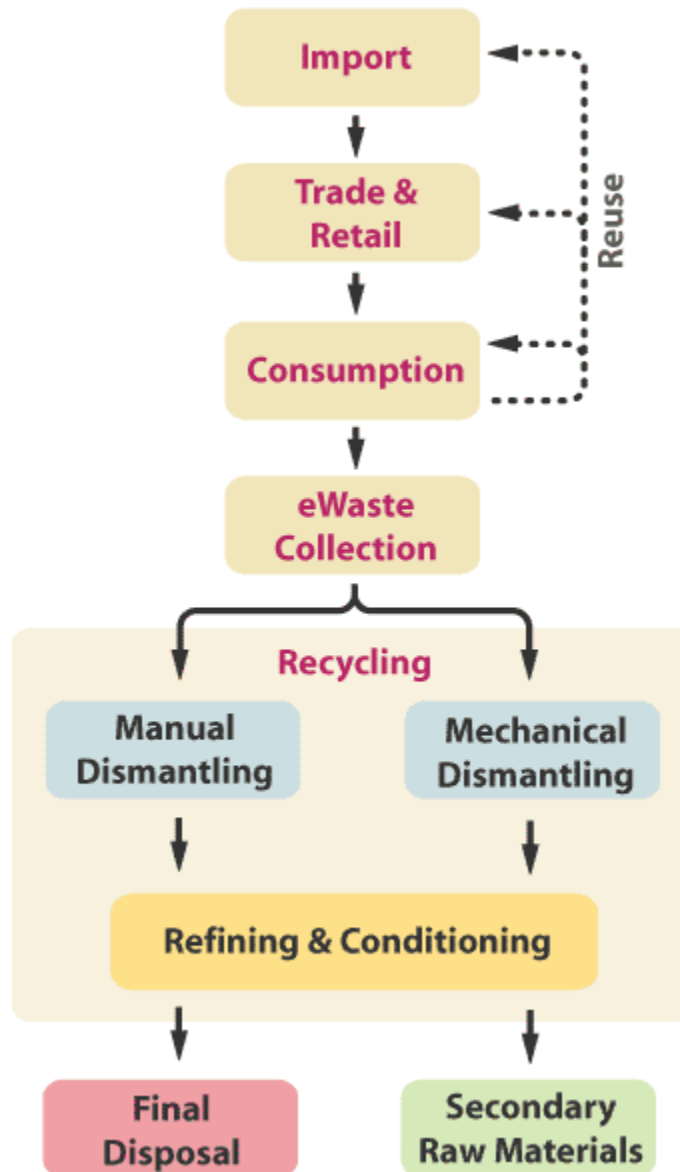 Import
Trade &
Retail
Reuse
Consumption
eWaste
Collection
Recycling
Manual
Dismantling
Mechanical
Dismantling
Refining & Conditioning
Final
Disposal
Secondary
Raw Materials